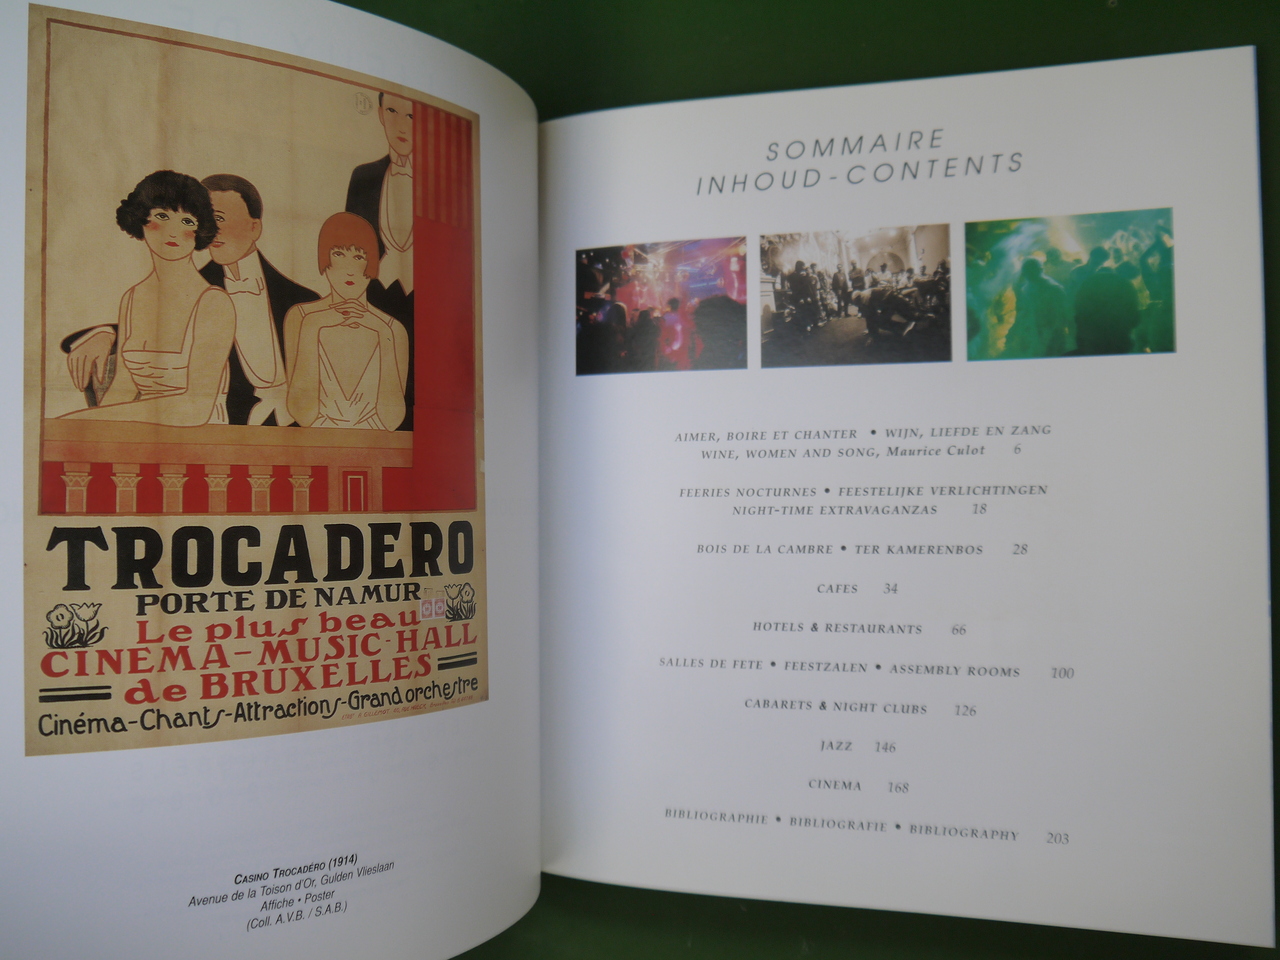 TROCADERO
PORTE DE NAMUR
Le plus beau
CINEMA-MUSIC-HALL
de BRUXELLES
Cinéma-Chants-Attractions-Grand orchestre
CASINO TROCADÉRO (1914)
Avenue de la Toison d'Or, Gulden Vlieslaan
Affiche • Poster
(Coll. A.V.B. / S.A.B.)
SOMMAIRE
INHOUD-CONTENTS
AIMER, BOIRE ET CHANTER • WIJN, LIEFDE EN ZANG
WINE, WOMEN AND SONG, Maurice Culot 6
FEERIES NOCTURNES • FEESTELIJKE VERLICHTINGEN
NIGHT-TIME EXTRAVAGANZAS 18
BOIS DE LA CAMBRE • TER KAMERENBOS 28
CAFES 34
HOTELS & RESTAURANTS 66
SALLES DE FETE • FEESTZALEN • ASSEMBLY ROOMS 100
CABARETS & NIGHT CLUBS 126
JAZZ 146
CINEMA 168
BIBLIOGRAPHIE • BIBLIOGRAFIE • BIBLIOGRAPHY 203